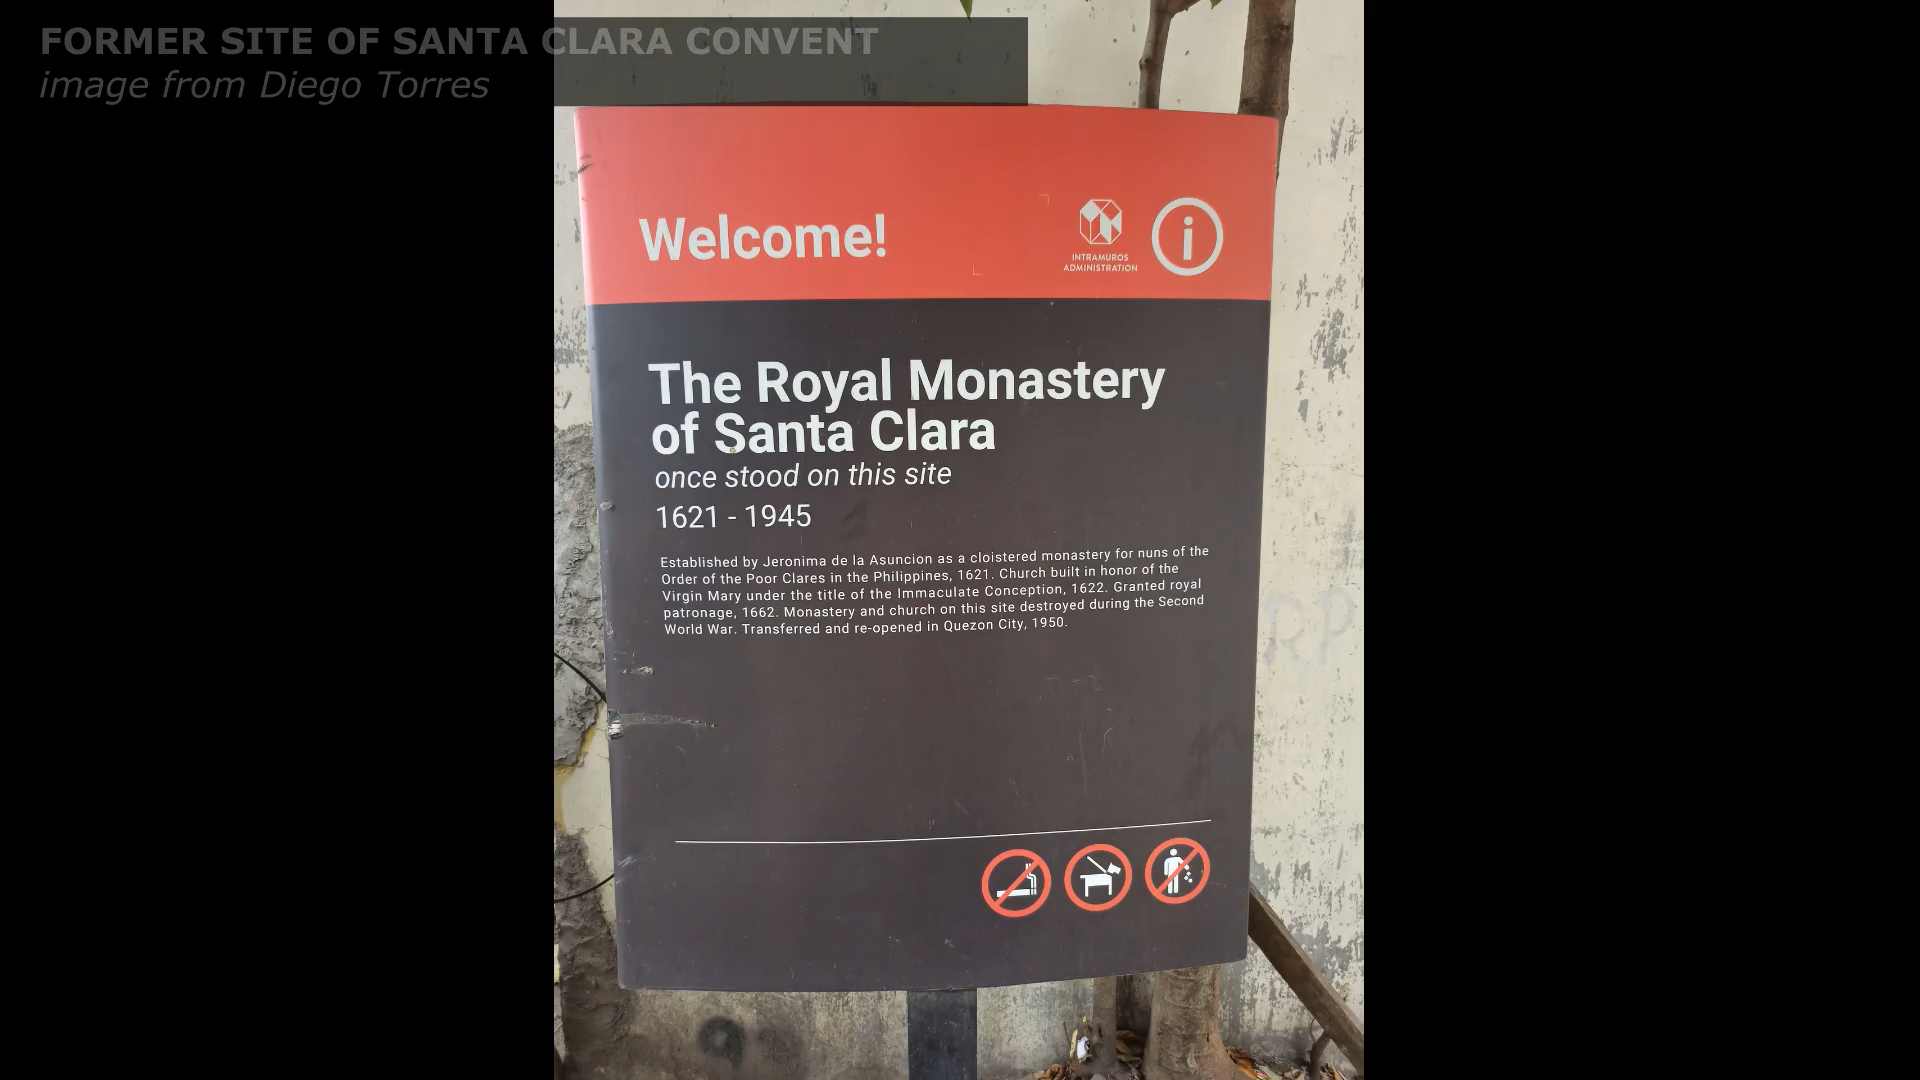 FORMER SITE OF SANTA CLARA CONVENT
image from Diego Torres
Welcome!
INTRAMUROS
ADMINISTRATION
The Royal Monastery
of Santa Clara
once stood on this site
1621 - 1945
Established by Jeronima de la Asuncion as a cloistered monastery for nuns of the
Order of the Poor Clares in the Philippines, 1621. Church built in honor of the
Virgin Mary under the title of the Immaculate Conception, 1622. Granted royal
patronage, 1662. Monastery and church on this site destroyed during the Second
World War. Transferred and re-opened in Quezon City, 1950.